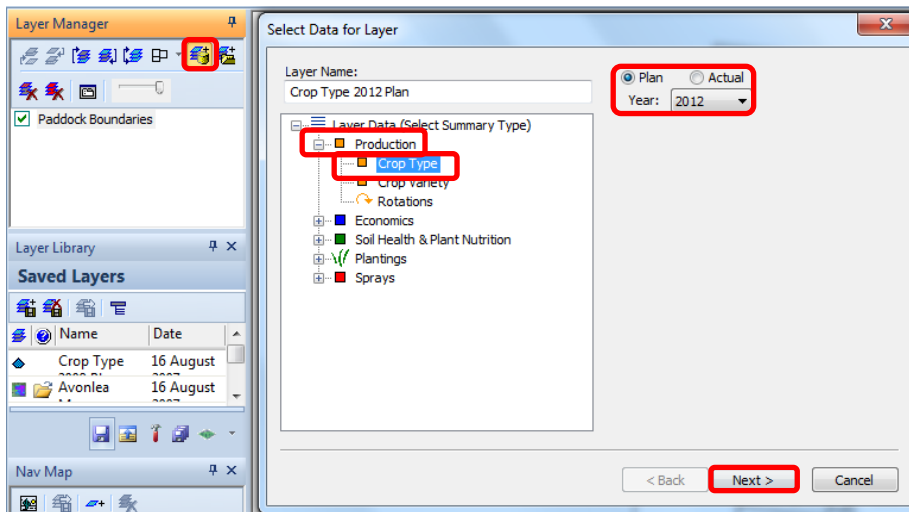 Layer Manager
Paddock Boundaries
Layer Library
Saved Layers
Name Date
Crop Type 16 August
Avonlea 16 August
Nav Map
Select Data for Layer
Layer Name:
Crop Type 2012 Plan
Plan Actual
Year: 2012
Layer Data (Select Summary Type)
Production
Crop Type
Crop Variety
Rotations
Economics
Soil Health & Plant Nutrition
Plantings
Sprays
< Back Next > Cancel